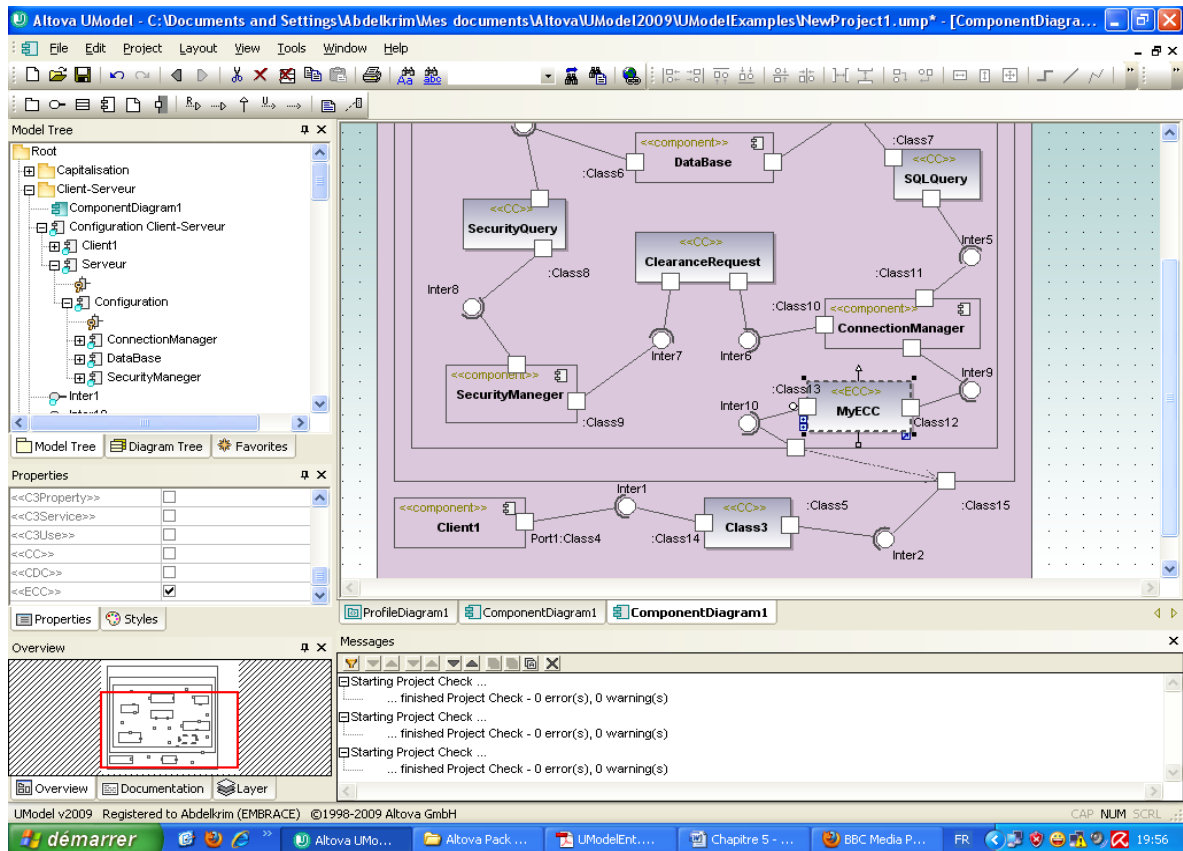 Altova UModel - C:\Documents and Settings\Abdelkrim\Mes documents\Altova\UModel2009\UModelExamples\NewProject1.ump* - [ComponentDiagra...
File Edit Project Layout View Tools Window Help
Model Tree
Root
Capitalisation
Client-Serveur
ComponentDiagram1
Configuration Client-Serveur
Client1
Serveur
Configuration
ConnectionManager
DataBase
SecurityManeger
Inter1
Model Tree Diagram Tree Favorites
Properties
<<C3Property>>
<<C3Service>>
<<C3Use>>
<<CC>>
<<CDC>>
<<ECC>>
Properties Styles
Overview
Overview Documentation Layer
<<component>>
DataBase
:Class6
:Class7
<<CC>>
SQLQuery
<<CC>>
SecurityQuery
:Class8
<<CC>>
ClearanceRequest
Inter5
:Class11
Inter8
:Class10
<<component>>
ConnectionManager
Inter7
Inter6
<<component>>
SecurityManeger
:Class9
Inter9
:Class13
<<ECC>>
MyECC
Inter10
:Class12
Inter1
<<component>>
Client1
Port1:Class4
:Class14
<<CC>>
Class3
:Class5
:Class15
Inter2
ProfileDiagram1 ComponentDiagram1 ComponentDiagram1
Messages
Starting Project Check ...
... finished Project Check - 0 error(s), 0 warning(s)
Starting Project Check ...
... finished Project Check - 0 error(s), 0 warning(s)
Starting Project Check ...
... finished Project Check - 0 error(s), 0 warning(s)
UModel v2009 Registered to Abdelkrim (EMBRACE) ©1998-2009 Altova GmbH
CAP NUM SCRL
démarrer
Altova UMo...
Altova Pack ...
UModelEnt....
Chapitre 5 - ...
BBC Media P...
FR
19:56